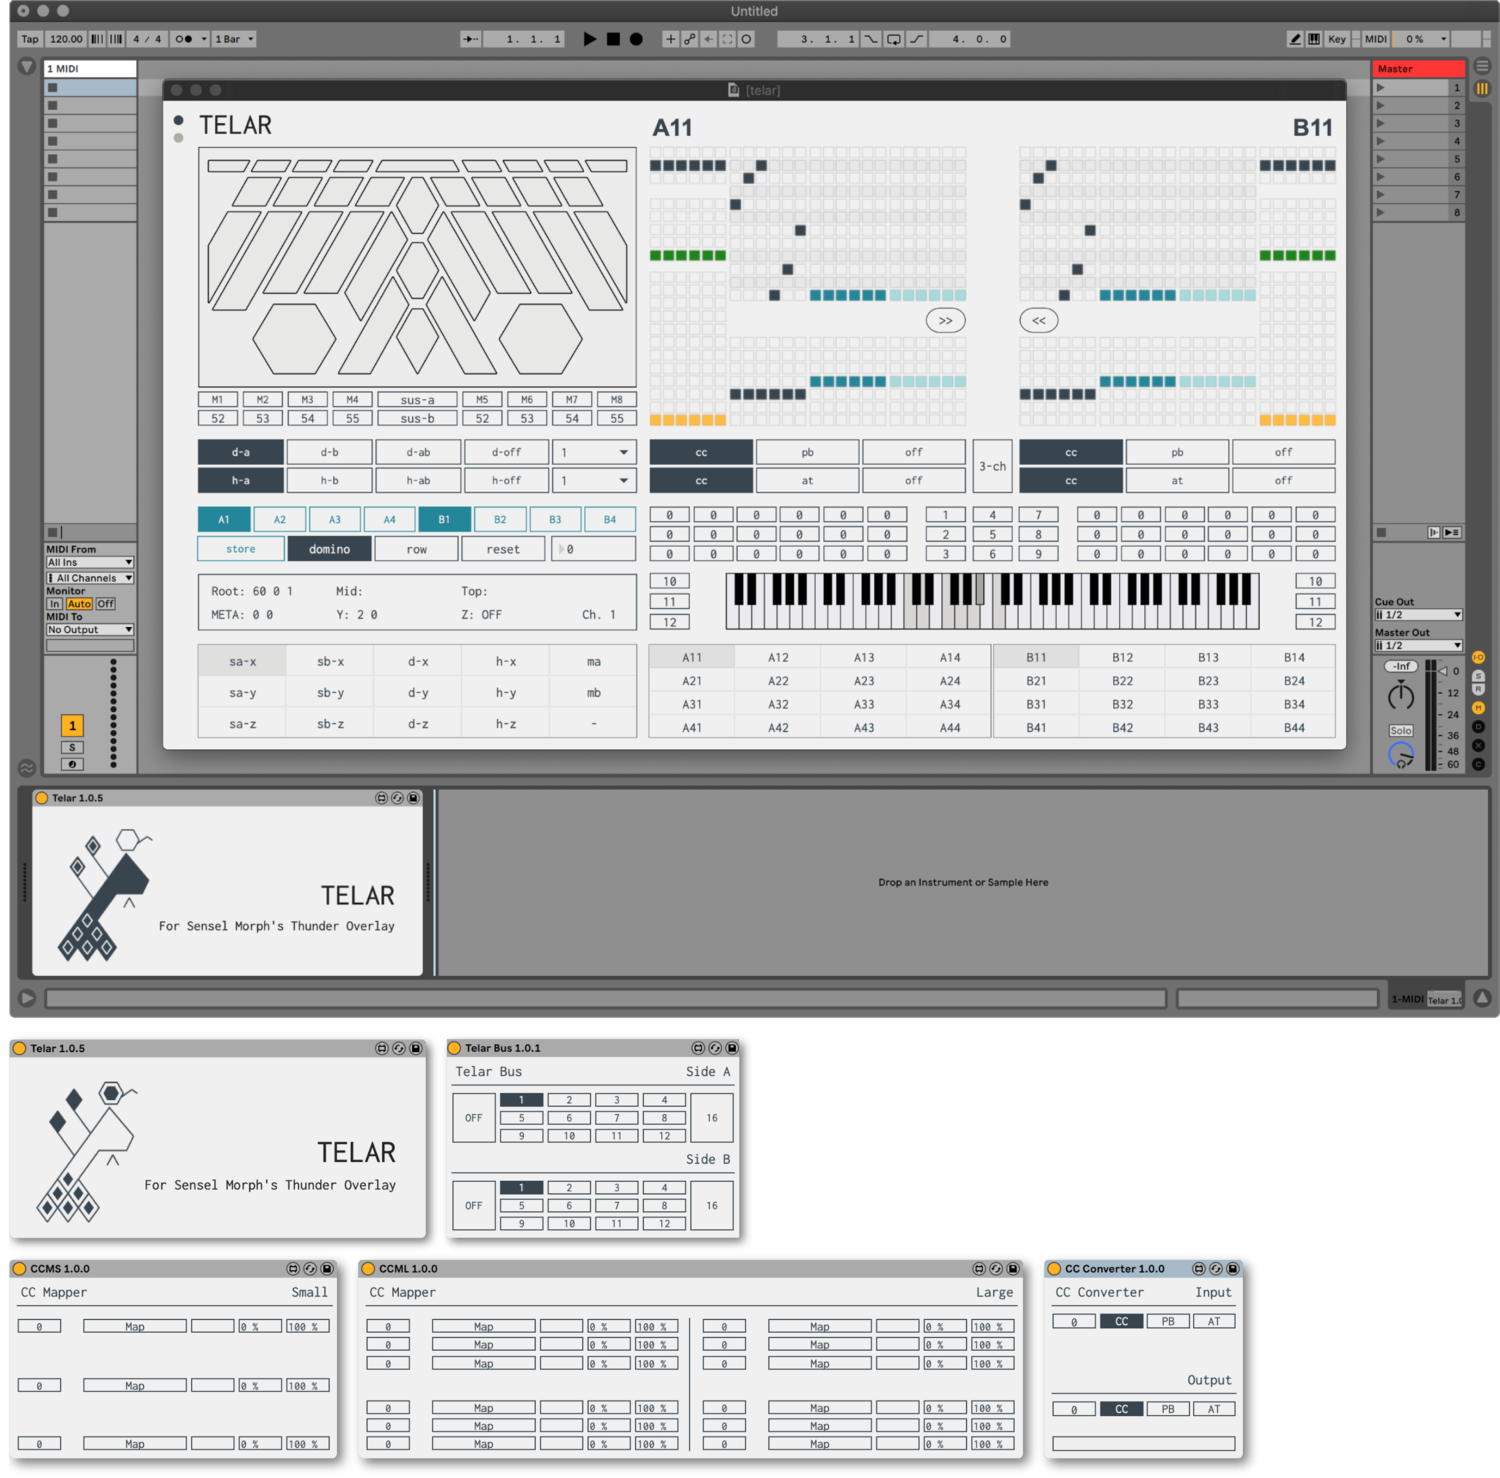 Untitled
Tap 120.00 4 / 4 1 Bar 1. 1. 1 3. 1. 1 4. 0. 0 Key MIDI 0 %
1 MIDI
Master
1
2
3
4
5
6
7
8
[telar]
TELAR
A11 B11
>> <<
M1 M2 M3 M4 sus-a M5 M6 M7 M8
52 53 54 55 sus-b 52 53 54 55
d-a d-b d-ab d-off 1
h-a h-b h-ab h-off 1
cc pb off 3-ch cc pb off
cc at off cc at off
A1 A2 A3 A4 B1 B2 B3 B4
store domino row reset 0
0 0 0 0 0 0 1 4 7 0 0 0 0 0 0
0 0 0 0 0 0 2 5 8 0 0 0 0 0 0
0 0 0 0 0 0 3 6 9 0 0 0 0 0 0
Root: 60 0 1 Mid: Top:
META: 0 0 Y: 2 0 Z: OFF Ch. 1
10 10
11 11
12 12
sa-x sb-x d-x h-x ma
sa-y sb-y d-y h-y mb
sa-z sb-z d-z h-z -
A11 A12 A13 A14 B11 B12 B13 B14
A21 A22 A23 A24 B21 B22 B23 B24
A31 A32 A33 A34 B31 B32 B33 B34
A41 A42 A43 A44 B41 B42 B43 B44
MIDI From
All Ins
All Channels
Monitor
In Auto Off
MIDI To
No Output
1
S
Cue Out
1/2
Master Out
1/2
-Inf
0
12
24
36
48
60
Solo
I·O
S
R
M
D
X
C
Telar 1.0.5
TELAR
For Sensel Morph's Thunder Overlay
Drop an Instrument or Sample Here
1-MIDI Telar 1.0
Telar 1.0.5
TELAR
For Sensel Morph's Thunder Overlay
Telar Bus 1.0.1
Telar Bus Side A
OFF 1 2 3 4 16
5 6 7 8
9 10 11 12
Side B
OFF 1 2 3 4 16
5 6 7 8
9 10 11 12
CCMS 1.0.0
CC Mapper Small
0 Map 0 % 100 %
0 Map 0 % 100 %
0 Map 0 % 100 %
CCML 1.0.0
CC Mapper Large
0 Map 0 % 100 % 0 Map 0 % 100 %
0 Map 0 % 100 % 0 Map 0 % 100 %
0 Map 0 % 100 % 0 Map 0 % 100 %
0 Map 0 % 100 % 0 Map 0 % 100 %
0 Map 0 % 100 % 0 Map 0 % 100 %
0 Map 0 % 100 % 0 Map 0 % 100 %
CC Converter 1.0.0
CC Converter Input
0 CC PB AT
Output
0 CC PB AT